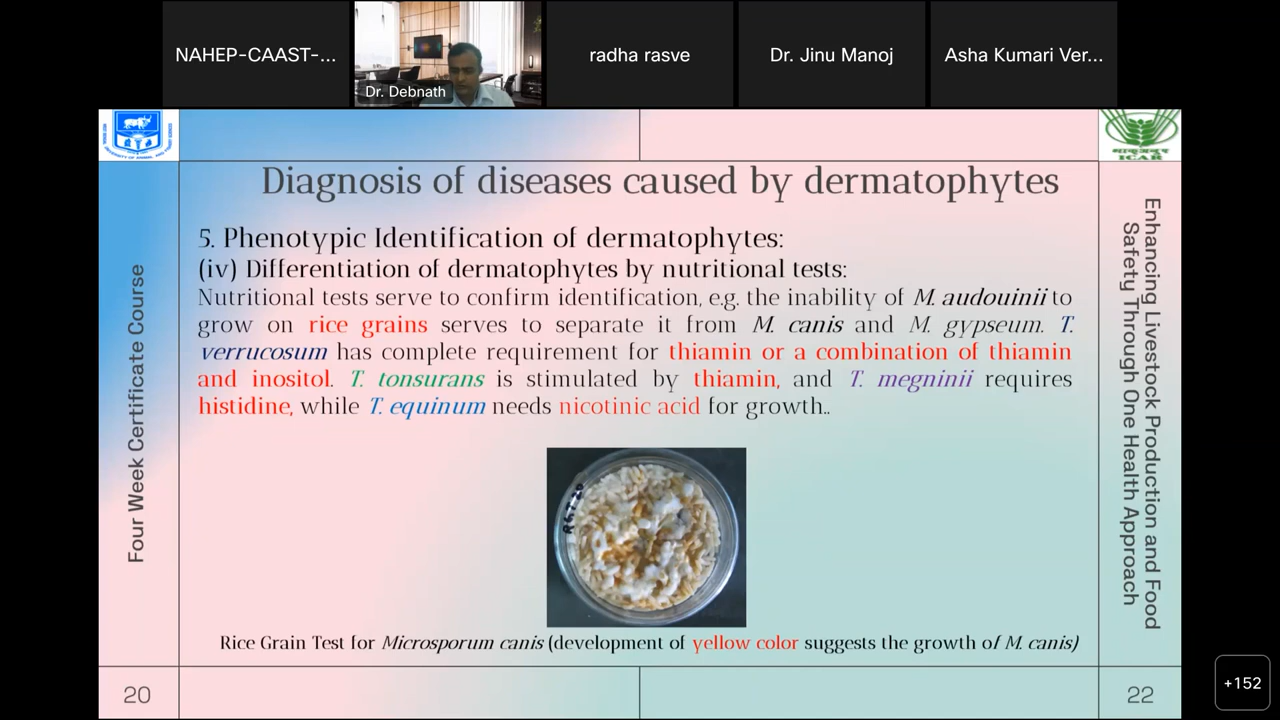 NAHEP-CAAST-...
Dr. Debnath
radha rasve
Dr. Jinu Manoj
Asha Kumari Ver...
ICAR
Diagnosis of diseases caused by dermatophytes
5. Phenotypic Identification of dermatophytes:
(iv) Differentiation of dermatophytes by nutritional tests:
Nutritional tests serve to confirm identification, e.g. the inability of M. audouinii to
grow on rice grains serves to separate it from M. canis and M. gypseum. T.
verrucosum has complete requirement for thiamin or a combination of thiamin
and inositol. T. tonsurans is stimulated by thiamin, and T. megninii requires
histidine, while T. equinum needs nicotinic acid for growth..
Rice Grain Test for Microsporum canis (development of yellow color suggests the growth of M. canis)
Four Week Certificate Course
Enhancing Livestock Production and Food
Safety Through One Health Approach
20
22
+152